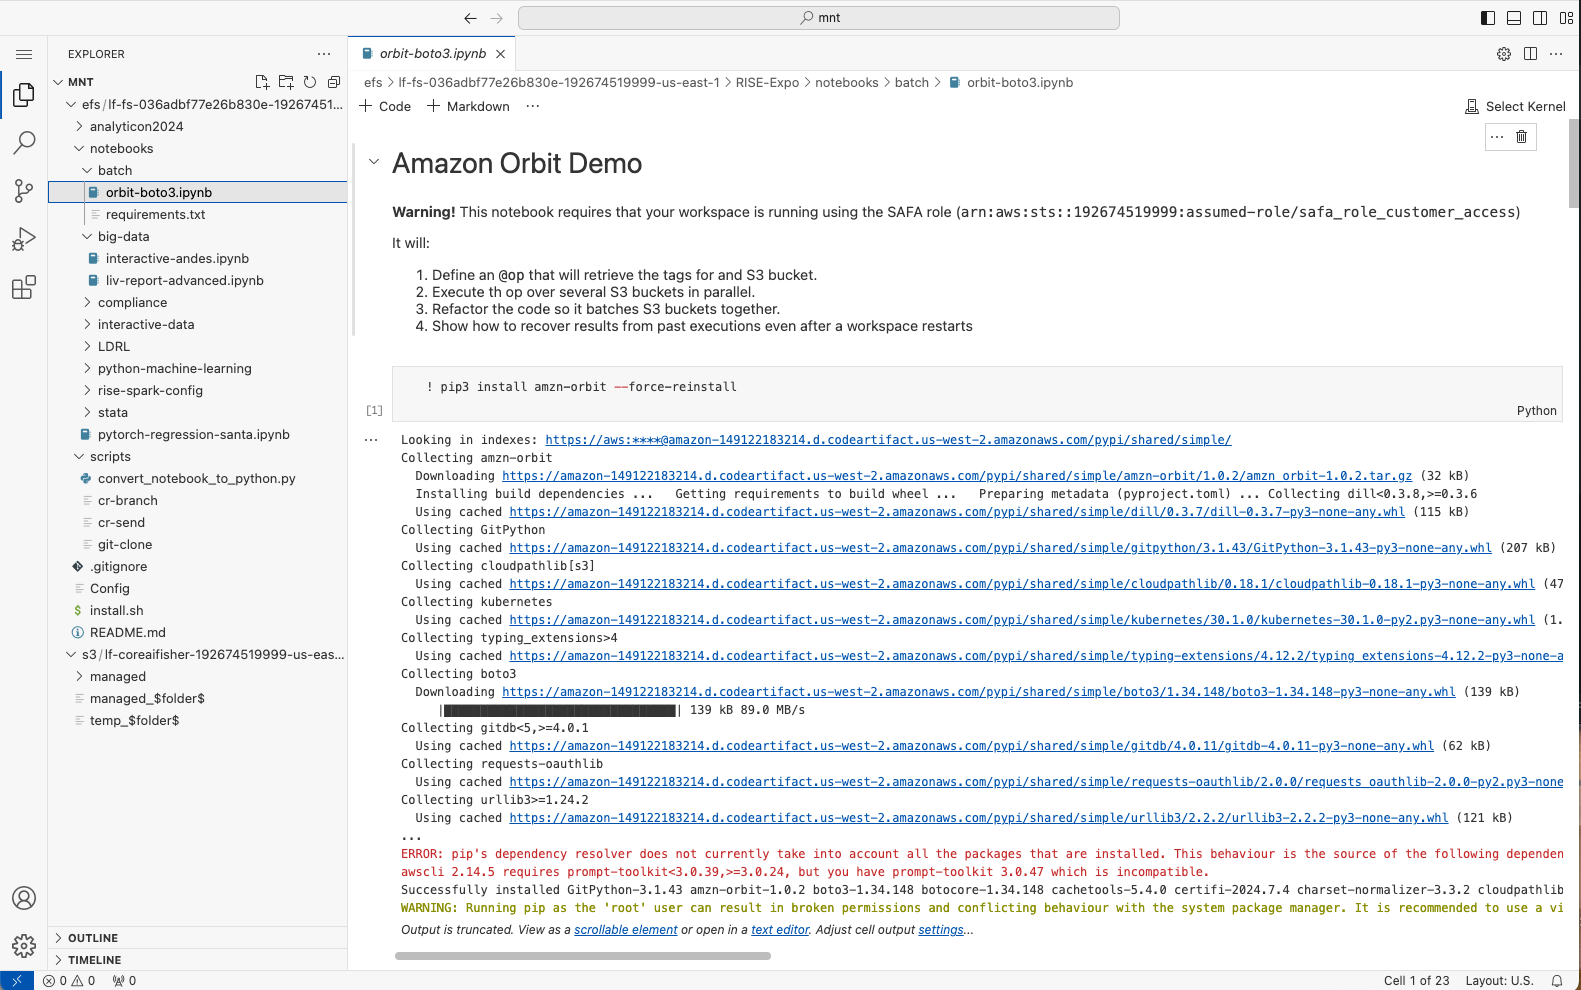 mnt
EXPLORER
MNT
efs / lf-fs-036adbf77e26b830e-19267451...
analyticon2024
notebooks
batch
orbit-boto3.ipynb
requirements.txt
big-data
interactive-andes.ipynb
liv-report-advanced.ipynb
compliance
interactive-data
LDRL
python-machine-learning
rise-spark-config
stata
pytorch-regression-santa.ipynb
scripts
convert_notebook_to_python.py
cr-branch
cr-send
git-clone
.gitignore
Config
install.sh
README.md
s3 / lf-coreaifisher-192674519999-us-eas...
managed
managed_$folder$
temp_$folder$
OUTLINE
TIMELINE
orbit-boto3.ipynb
efs > lf-fs-036adbf77e26b830e-192674519999-us-east-1 > RISE-Expo > notebooks > batch > orbit-boto3.ipynb
+ Code + Markdown ...
Select Kernel
Amazon Orbit Demo
Warning! This notebook requires that your workspace is running using the SAFA role (arn:aws:sts::192674519999:assumed-role/safa_role_customer_access)
It will:
1. Define an @op that will retrieve the tags for and S3 bucket.
2. Execute th op over several S3 buckets in parallel.
3. Refactor the code so it batches S3 buckets together.
4. Show how to recover results from past executions even after a workspace restarts
! pip3 install amzn-orbit --force-reinstall
[1]
Python
... Looking in indexes: https://aws:****@amazon-149122183214.d.codeartifact.us-west-2.amazonaws.com/pypi/shared/simple/
Collecting amzn-orbit
Downloading https://amazon-149122183214.d.codeartifact.us-west-2.amazonaws.com/pypi/shared/simple/amzn-orbit/1.0.2/amzn_orbit-1.0.2.tar.gz (32 kB)
Installing build dependencies ... Getting requirements to build wheel ... Preparing metadata (pyproject.toml) ... Collecting dill<0.3.8,>=0.3.6
Using cached https://amazon-149122183214.d.codeartifact.us-west-2.amazonaws.com/pypi/shared/simple/dill/0.3.7/dill-0.3.7-py3-none-any.whl (115 kB)
Collecting GitPython
Using cached https://amazon-149122183214.d.codeartifact.us-west-2.amazonaws.com/pypi/shared/simple/gitpython/3.1.43/GitPython-3.1.43-py3-none-any.whl (207 kB)
Collecting cloudpathlib[s3]
Using cached https://amazon-149122183214.d.codeartifact.us-west-2.amazonaws.com/pypi/shared/simple/cloudpathlib/0.18.1/cloudpathlib-0.18.1-py3-none-any.whl (47
Collecting kubernetes
Using cached https://amazon-149122183214.d.codeartifact.us-west-2.amazonaws.com/pypi/shared/simple/kubernetes/30.1.0/kubernetes-30.1.0-py2.py3-none-any.whl (1.
Collecting typing_extensions>4
Using cached https://amazon-149122183214.d.codeartifact.us-west-2.amazonaws.com/pypi/shared/simple/typing-extensions/4.12.2/typing_extensions-4.12.2-py3-none-a
Collecting boto3
Downloading https://amazon-149122183214.d.codeartifact.us-west-2.amazonaws.com/pypi/shared/simple/boto3/1.34.148/boto3-1.34.148-py3-none-any.whl (139 kB)
| 139 kB 89.0 MB/s
Collecting gitdb<5,>=4.0.1
Using cached https://amazon-149122183214.d.codeartifact.us-west-2.amazonaws.com/pypi/shared/simple/gitdb/4.0.11/gitdb-4.0.11-py3-none-any.whl (62 kB)
Collecting requests-oauthlib
Using cached https://amazon-149122183214.d.codeartifact.us-west-2.amazonaws.com/pypi/shared/simple/requests-oauthlib/2.0.0/requests_oauthlib-2.0.0-py2.py3-none
Collecting urllib3>=1.24.2
Using cached https://amazon-149122183214.d.codeartifact.us-west-2.amazonaws.com/pypi/shared/simple/urllib3/2.2.2/urllib3-2.2.2-py3-none-any.whl (121 kB)
...
ERROR: pip's dependency resolver does not currently take into account all the packages that are installed. This behaviour is the source of the following dependen
awscli 2.14.5 requires prompt-toolkit<3.0.39,>=3.0.24, but you have prompt-toolkit 3.0.47 which is incompatible.
Successfully installed GitPython-3.1.43 amzn-orbit-1.0.2 boto3-1.34.148 botocore-1.34.148 cachetools-5.4.0 certifi-2024.7.4 charset-normalizer-3.3.2 cloudpathlib
WARNING: Running pip as the 'root' user can result in broken permissions and conflicting behaviour with the system package manager. It is recommended to use a vi
Output is truncated. View as a scrollable element or open in a text editor. Adjust cell output settings...
0 0 0
Cell 1 of 23 Layout: U.S.